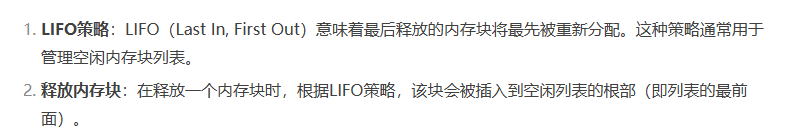 1. LIFO策略：LIFO（Last In, First Out）意味着最后释放的内存块将最先被重新分配。这种策略通常用于
管理空闲内存块列表。
2. 释放内存块：在释放一个内存块时，根据LIFO策略，该块会被插入到空闲列表的根部（即列表的最前
面）。